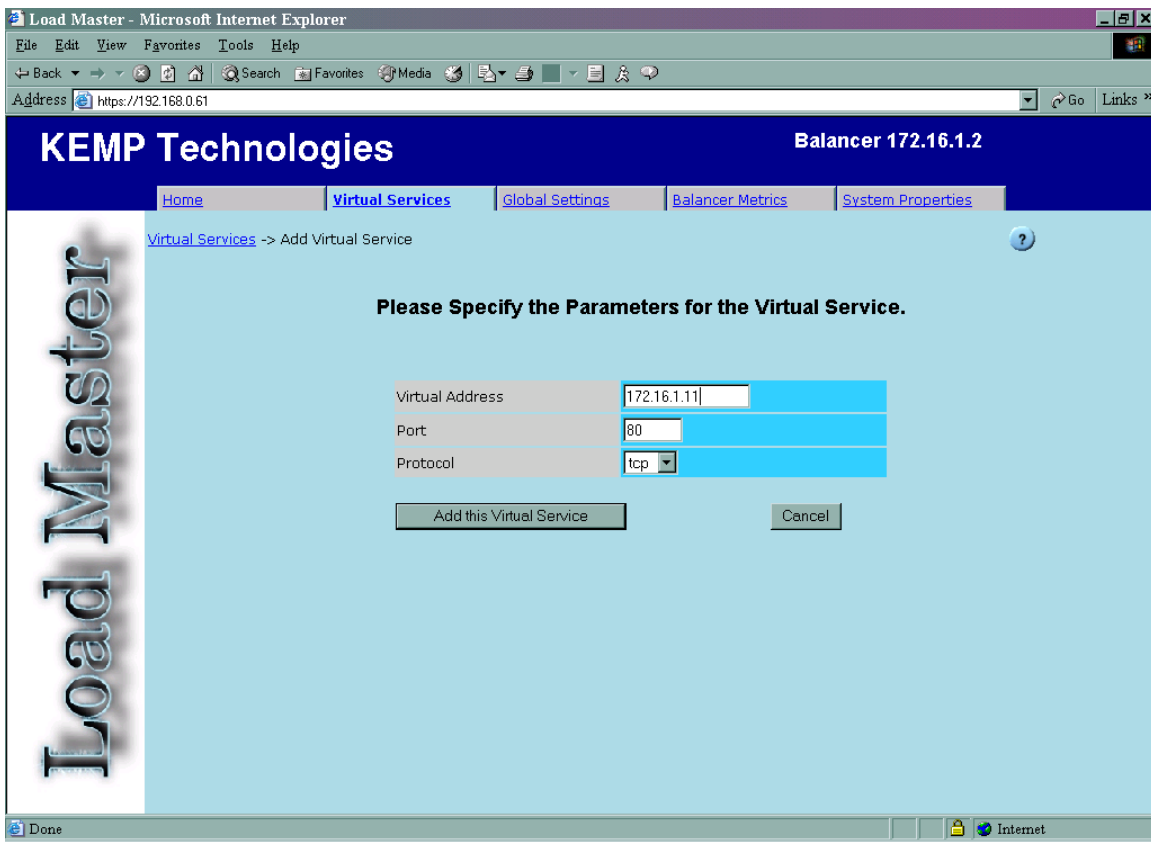 Load Master - Microsoft Internet Explorer
File Edit View Favorites Tools Help
Back Search Favorites Media
Address https://192.168.0.61 Go Links »
KEMP Technologies
Balancer 172.16.1.2
Home Virtual Services Global Settings Balancer Metrics System Properties
Virtual Services -> Add Virtual Service
?
Load Master
Please Specify the Parameters for the Virtual Service.
Virtual Address 172.16.1.11
Port 80
Protocol tcp
Add this Virtual Service Cancel
Done Internet